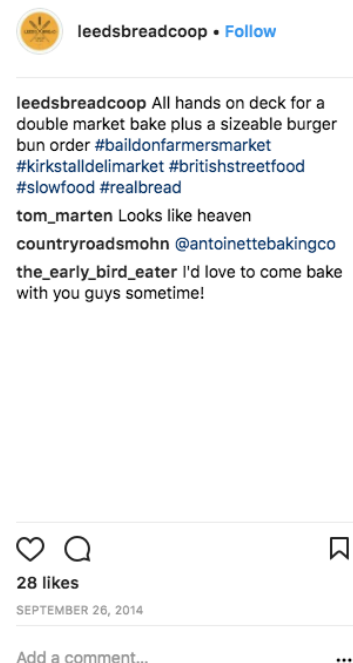 leedsbreadcoop • Follow
leedsbreadcoop All hands on deck for a
double market bake plus a sizeable burger
bun order #baildonfarmersmarket
#kirkstalldelimarket #britishstreetfood
#slowfood #realbread
tom_marten Looks like heaven
countryroadsmohn @antoinettebakingco
the_early_bird_eater I'd love to come bake
with you guys sometime!
28 likes
SEPTEMBER 26, 2014
Add a comment...